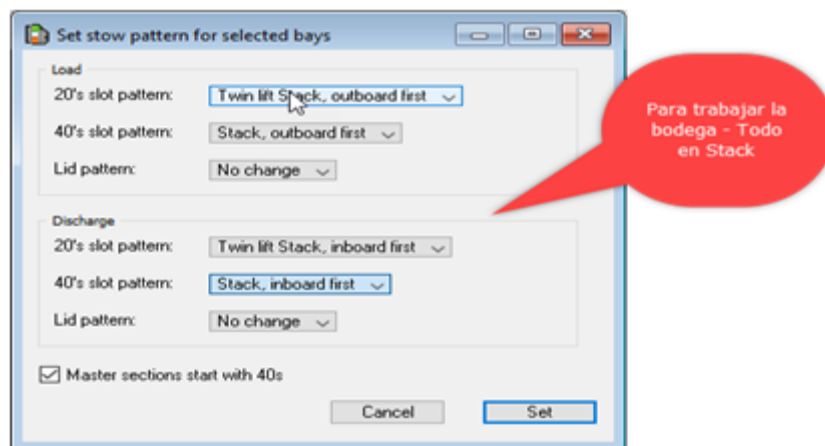 Set stow pattern for selected bays
Load
20's slot pattern: Twin lift Stack, outboard first
40's slot pattern: Stack, outboard first
Lid pattern: No change
Discharge
20's slot pattern: Twin lift Stack, inboard first
40's slot pattern: Stack, inboard first
Lid pattern: No change
Master sections start with 40s
Cancel Set
Para trabajar la
bodega - Todo
en Stack